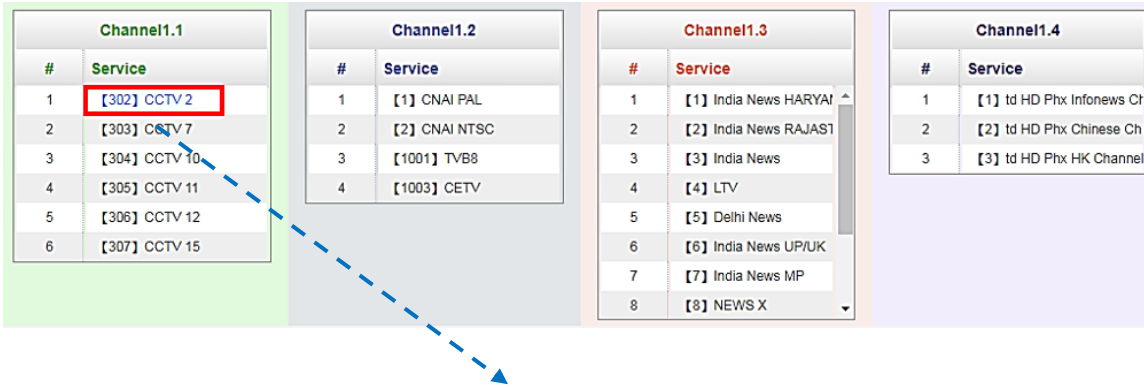 Channel1.1
# Service
1 【302】 CCTV 2
2 【303】 CCTV 7
3 【304】 CCTV 10
4 【305】 CCTV 11
5 【306】 CCTV 12
6 【307】 CCTV 15
Channel1.2
# Service
1 【1】 CNAI PAL
2 【2】 CNAI NTSC
3 【1001】 TVB8
4 【1003】 CETV
Channel1.3
# Service
1 【1】 India News HARYAN
2 【2】 India News RAJAST
3 【3】 India News
4 【4】 LTV
5 【5】 Delhi News
6 【6】 India News UP/UK
7 【7】 India News MP
8 【8】 NEWS X
Channel1.4
# Service
1 【1】 td HD Phx Infonews Ch
2 【2】 td HD Phx Chinese Ch
3 【3】 td HD Phx HK Channel